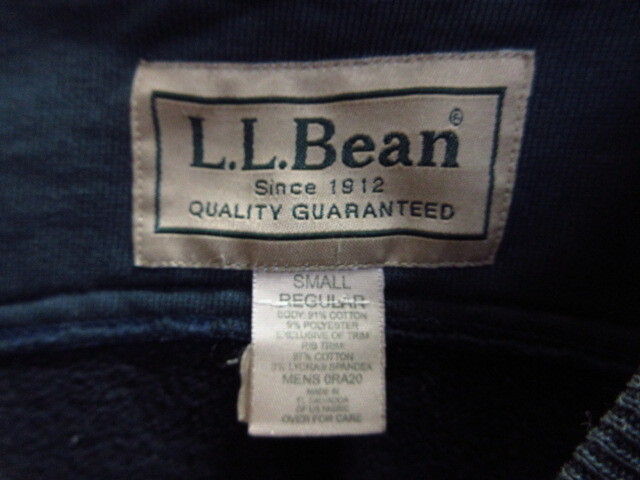 L.L.Bean®
Since 1912
QUALITY GUARANTEED
SMALL
REGULAR
BODY: 91% COTTON
9% POLYESTER
EXCLUSIVE OF TRIM
RIB TRIM:
97% COTTON
3% LYCRA® SPANDEX
MENS 0RA20
MADE IN
EL SALVADOR
OF US FABRIC
OVER FOR CARE